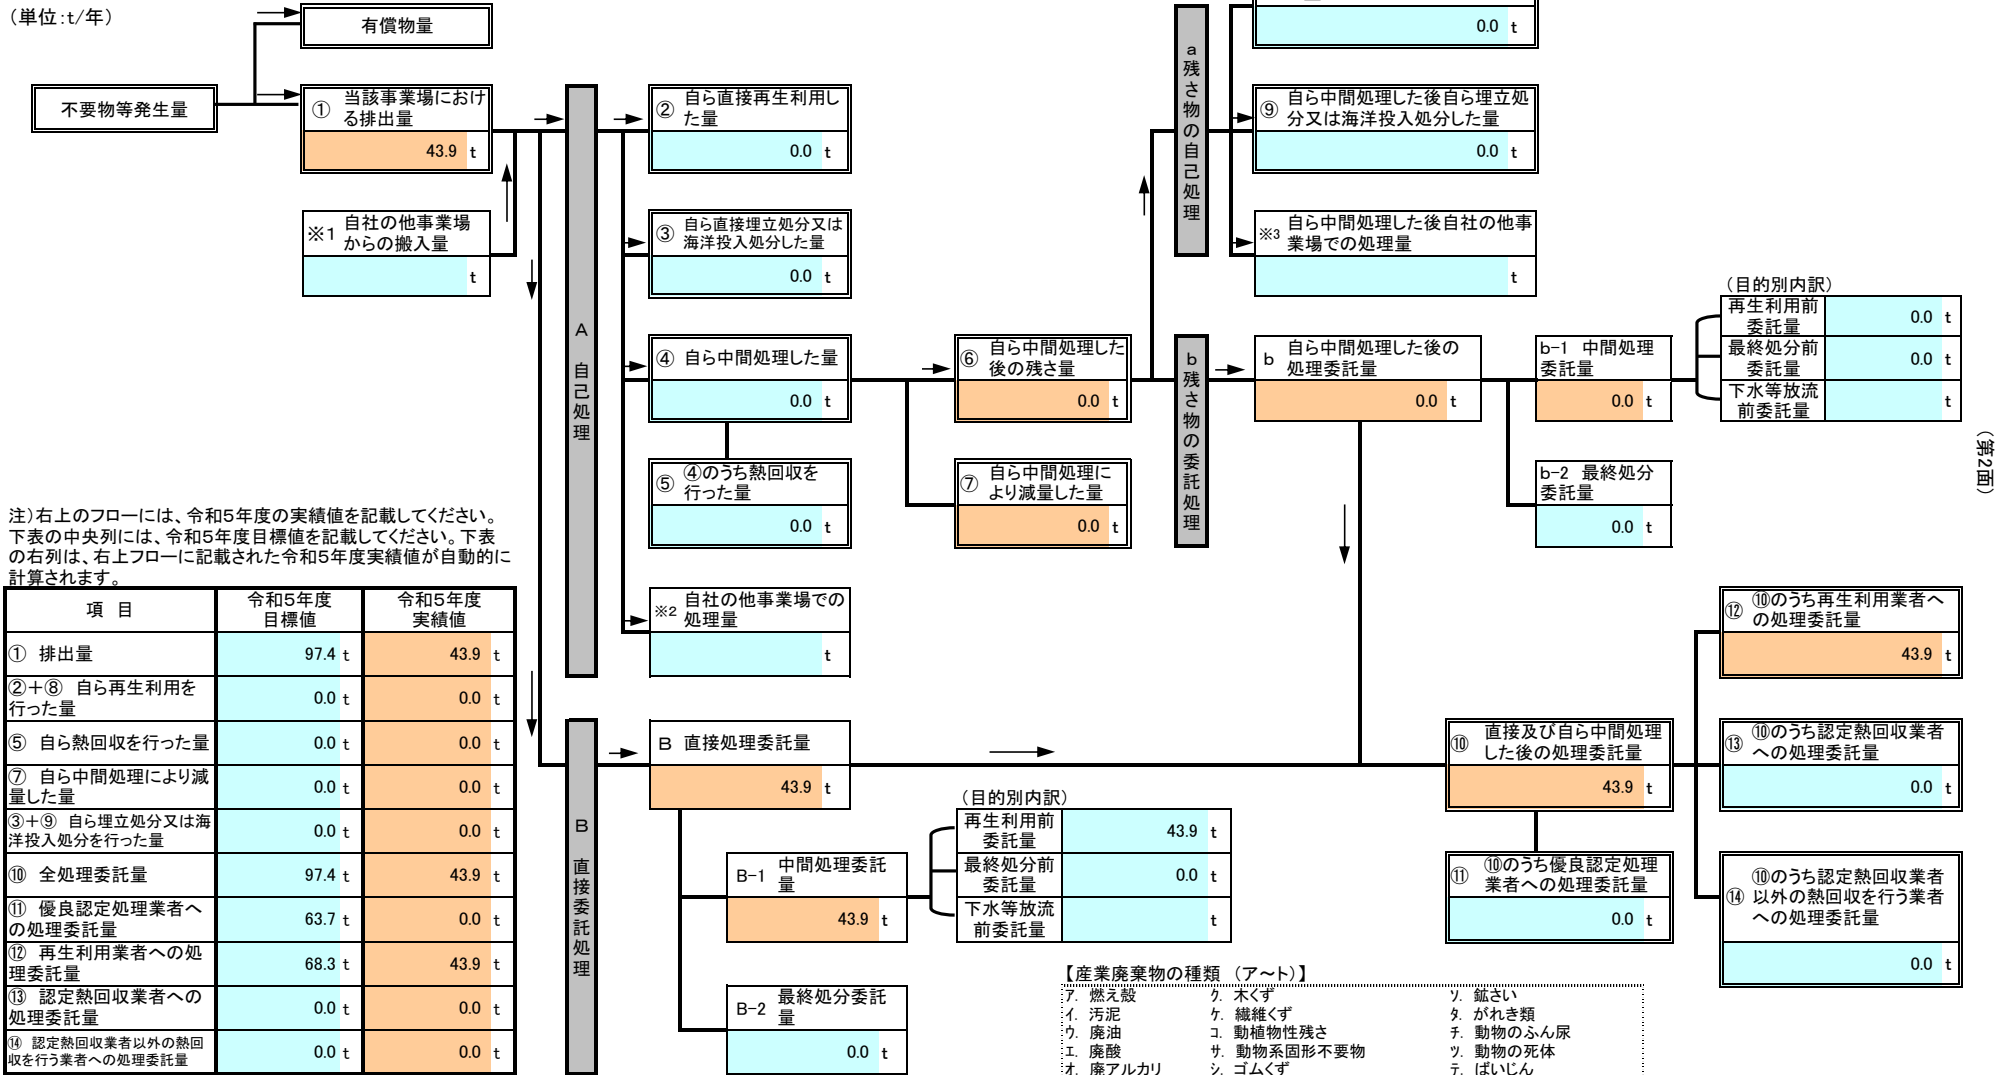 (単位:t/年)
有償物量
不要物等発生量
① 当該事業場におけ
る排出量
43.9 t
※1 自社の他事業場
からの搬入量
t
A 自己処理
② 自ら直接再生利用し
た量
0.0 t
③ 自ら直接埋立処分又は
海洋投入処分した量
0.0 t
④ 自ら中間処理した量
0.0 t
⑤ ④のうち熱回収を
行った量
0.0 t
※2 自社の他事業場での
処理量
t
⑥ 自ら中間処理した
後の残さ量
0.0 t
⑦ 自ら中間処理に
より減量した量
0.0 t
a 残さ物の自己処理
0.0 t
⑨ 自ら中間処理した後自ら埋立処
分又は海洋投入処分した量
0.0 t
※3 自ら中間処理した後自社の他事
業場での処理量
t
b 残さ物の委託処理
b 自ら中間処理した後の
処理委託量
0.0 t
b-1 中間処理
委託量
0.0 t
b-2 最終処分
委託量
0.0 t
(目的別内訳)
再生利用前
委託量 0.0 t
最終処分前
委託量 0.0 t
下水等放流
前委託量 t
(第2面)
注)右上のフローには、令和5年度の実績値を記載してください。
下表の中央列には、令和5年度目標値を記載してください。下表
の右列は、右上フローに記載された令和5年度実績値が自動的に
計算されます。
項 目 令和5年度
目標値 令和5年度
実績値
① 排出量 97.4 t 43.9 t
②+⑧ 自ら再生利用を
行った量 0.0 t 0.0 t
⑤ 自ら熱回収を行った量 0.0 t 0.0 t
⑦ 自ら中間処理により減
量した量 0.0 t 0.0 t
③+⑨ 自ら埋立処分又は海
洋投入処分を行った量 0.0 t 0.0 t
⑩ 全処理委託量 97.4 t 43.9 t
⑪ 優良認定処理業者へ
の処理委託量 63.7 t 0.0 t
⑫ 再生利用業者への処
理委託量 68.3 t 43.9 t
⑬ 認定熱回収業者への
処理委託量 0.0 t 0.0 t
⑭ 認定熱回収業者以外の熱回
収を行う業者への処理委託量 0.0 t 0.0 t
B 直接委託処理
B 直接処理委託量
43.9 t
B-1 中間処理委託
量
43.9 t
B-2 最終処分委託
量
0.0 t
(目的別内訳)
再生利用前
委託量 43.9 t
最終処分前
委託量 0.0 t
下水等放流
前委託量 t
⑩ 直接及び自ら中間処理
した後の処理委託量
43.9 t
⑪ ⑩のうち優良認定処理
業者への処理委託量
0.0 t
⑫ ⑩のうち再生利用業者へ
の処理委託量
43.9 t
⑬ ⑩のうち認定熱回収業者
への処理委託量
0.0 t
⑭ ⑩のうち認定熱回収業者
以外の熱回収を行う業者
への処理委託量
0.0 t
【産業廃棄物の種類 (ア~ト)】
ア. 燃え殻 ク. 木くず ソ. 鉱さい
イ. 汚泥 ケ. 繊維くず タ. がれき類
ウ. 廃油 コ. 動植物性残さ チ. 動物のふん尿
エ. 廃酸 サ. 動物系固形不要物 ツ. 動物の死体
オ. 廃アルカリ シ. ゴムくず テ. ばいじん